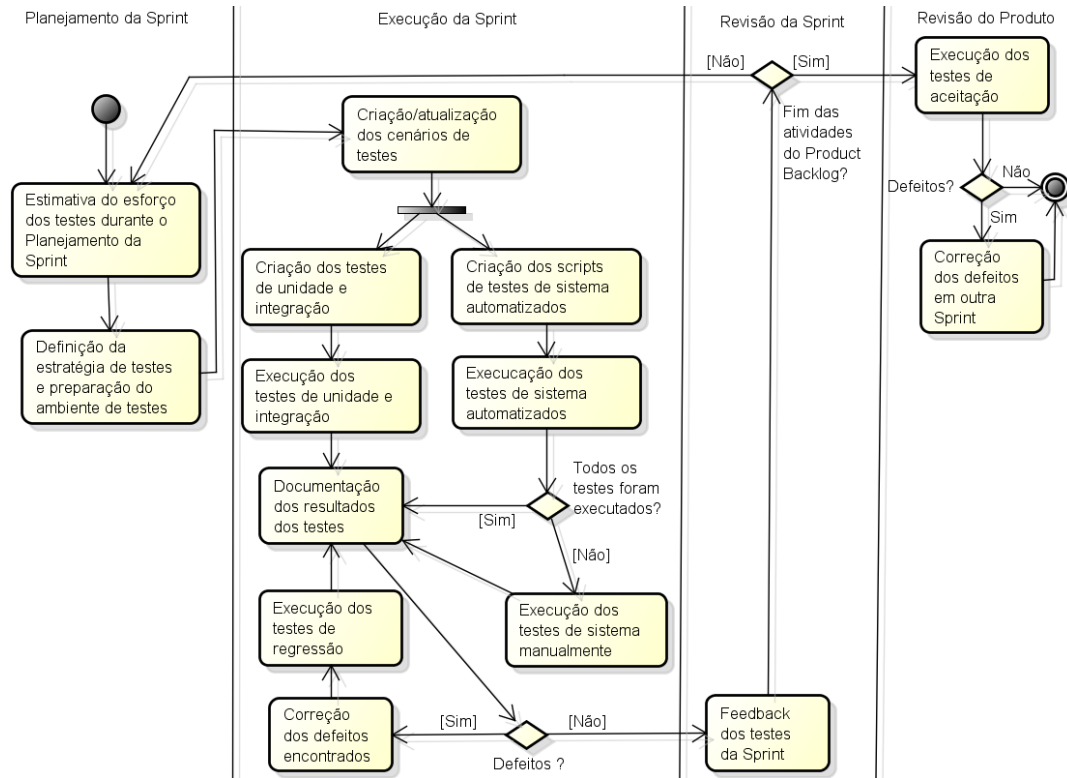 Planejamento da Sprint
Execução da Sprint
Revisão da Sprint
Revisão do Produto
Estimativa do esforço
dos testes durante o
Planejamento da
Sprint
Definição da
estratégia de testes
e preparação do
ambiente de testes
Criação/atualização
dos cenários de
testes
Criação dos testes
de unidade e
integração
Criação dos scripts
de testes de sistema
automatizados
Execução dos
testes de unidade e
integração
Execucação dos
testes de sistema
automatizados
Todos os
testes foram
executados?
[Sim]
[Não]
Documentação
dos resultados
dos testes
Execução dos
testes de sistema
manualmente
Execução dos
testes de
regressão
Correção
dos defeitos
encontrados
[Sim]
[Não]
Defeitos ?
Feedback
dos testes
da Sprint
Fim das
atividades
do Product
Backlog?
[Não]
[Sim]
Execução dos
testes de
aceitação
Defeitos?
Não
Sim
Correção
dos defeitos
em outra
Sprint